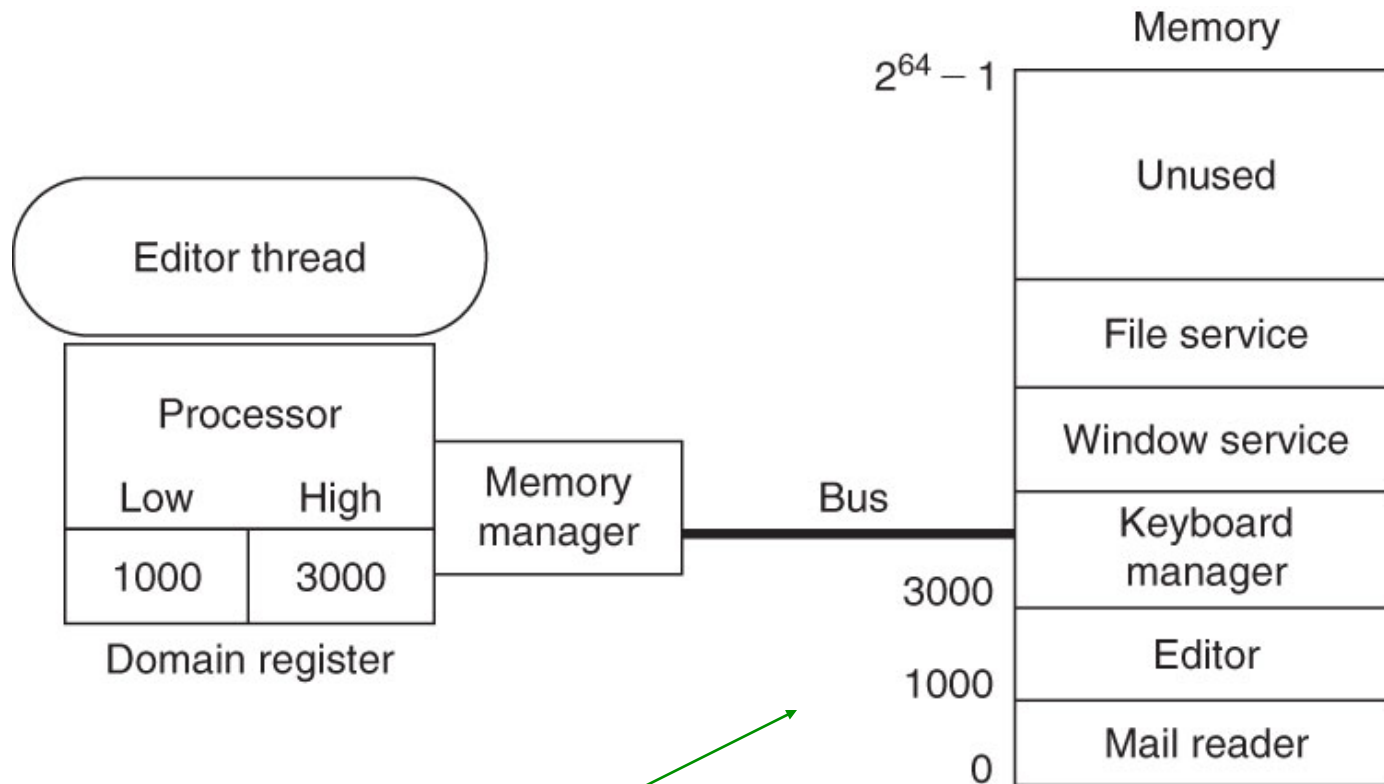 Memory
2^64 – 1
Unused
Editor thread
File service
Processor
Window service
Low High
Memory
manager
Bus
Keyboard
manager
1000 3000
3000
Domain register
Editor
1000
Mail reader
0